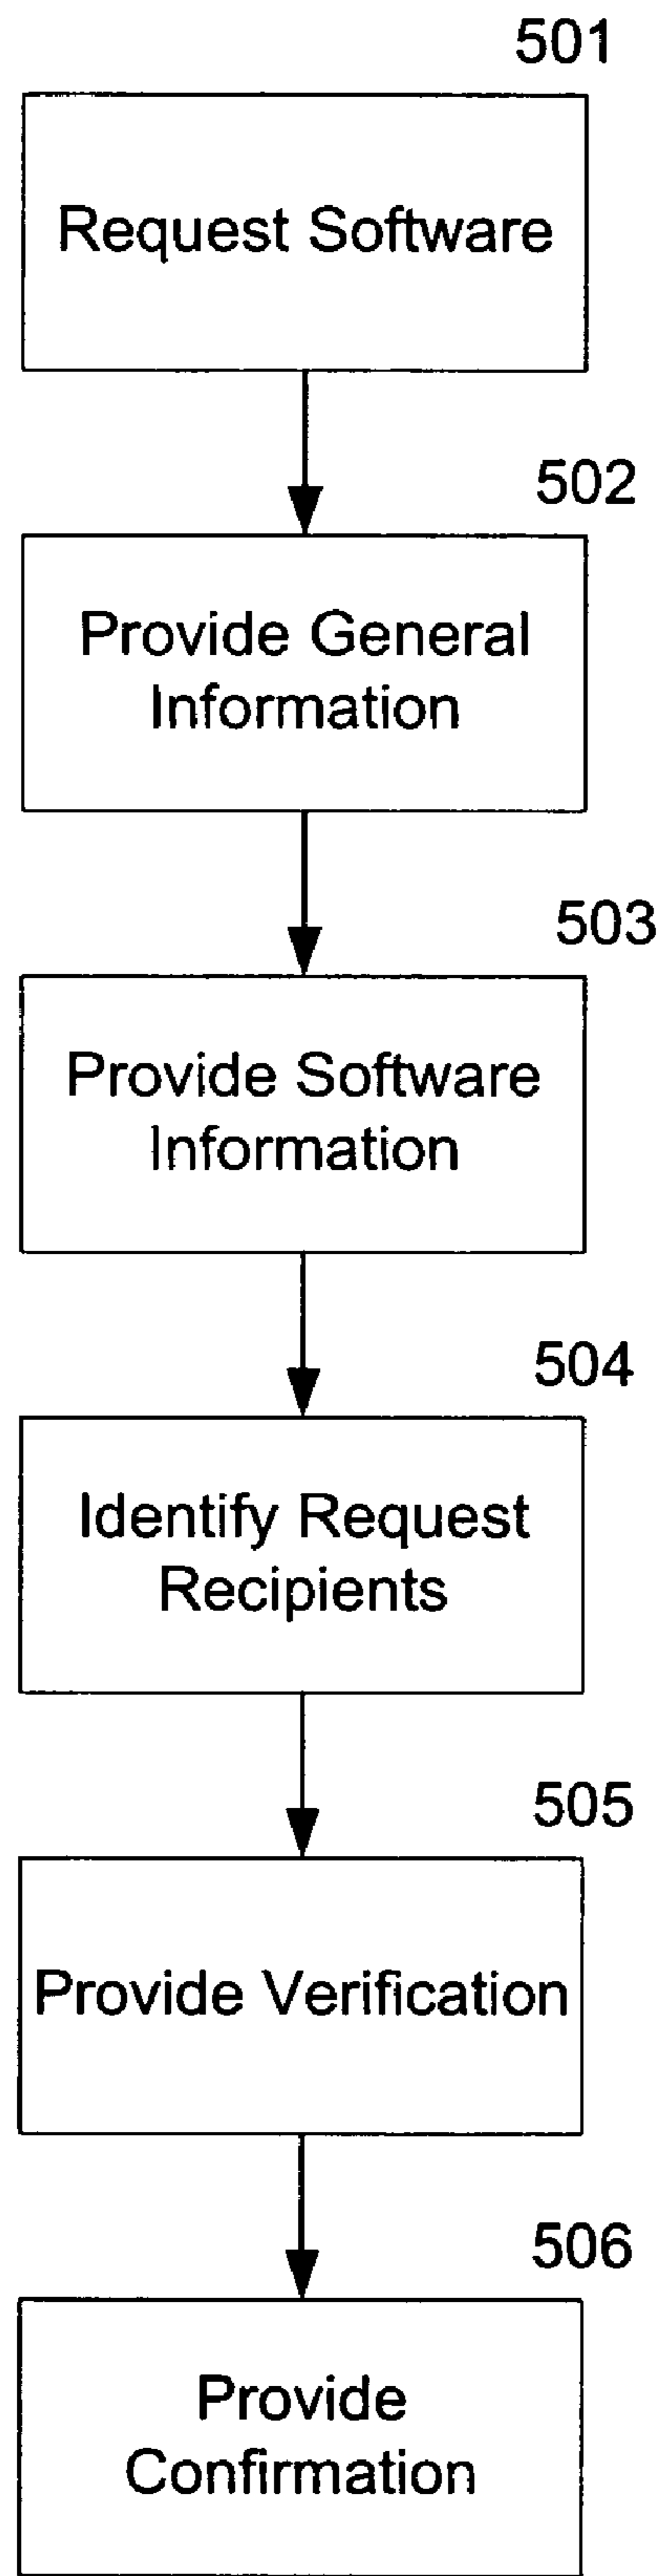 501
Request Software
502
Provide General
Information
503
Provide Software
Information
504
Identify Request
Recipients
505
Provide Verification
506
Provide
Confirmation